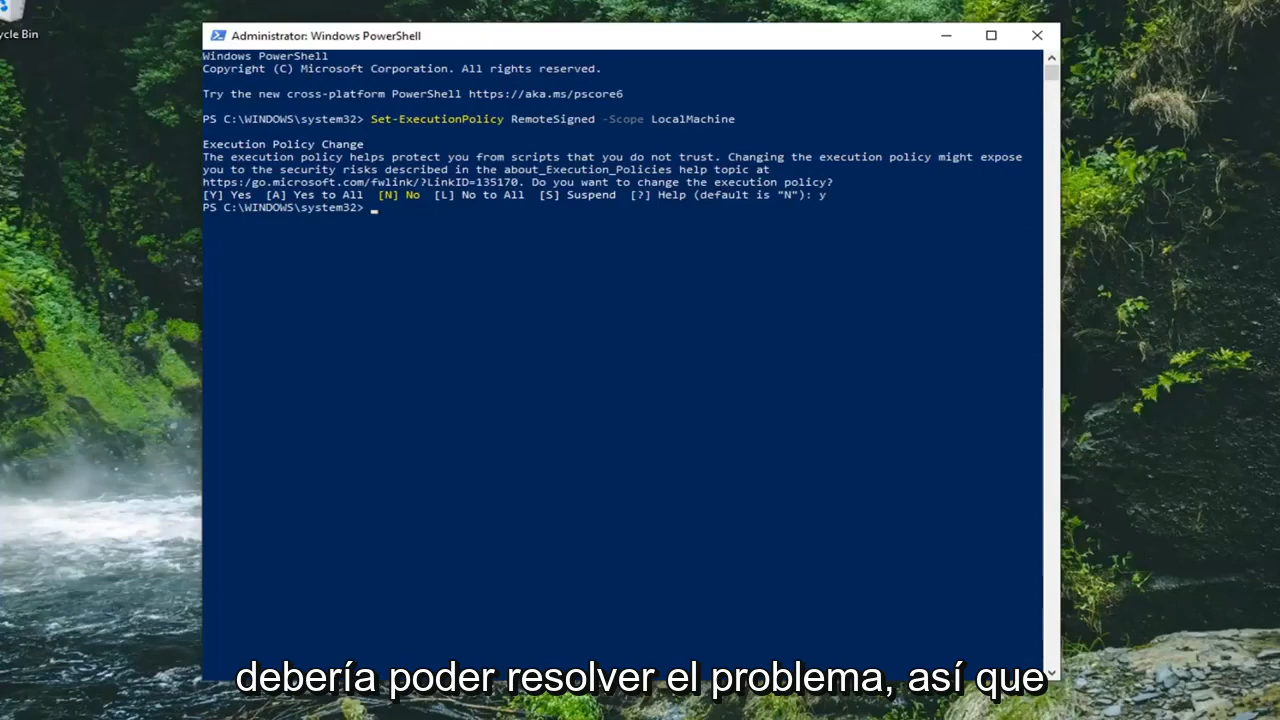 ycle Bin
Administrator: Windows PowerShell
Windows PowerShell
Copyright (C) Microsoft Corporation. All rights reserved.
Try the new cross-platform PowerShell https://aka.ms/pscore6
PS C:\WINDOWS\system32> Set-ExecutionPolicy RemoteSigned -Scope LocalMachine
Execution Policy Change
The execution policy helps protect you from scripts that you do not trust. Changing the execution policy might expose
you to the security risks described in the about_Execution_Policies help topic at
https:/go.microsoft.com/fwlink/?LinkID=135170. Do you want to change the execution policy?
[Y] Yes  [A] Yes to All  [N] No  [L] No to All  [S] Suspend  [?] Help (default is "N"): y
PS C:\WINDOWS\system32>
debería poder resolver el problema, así que